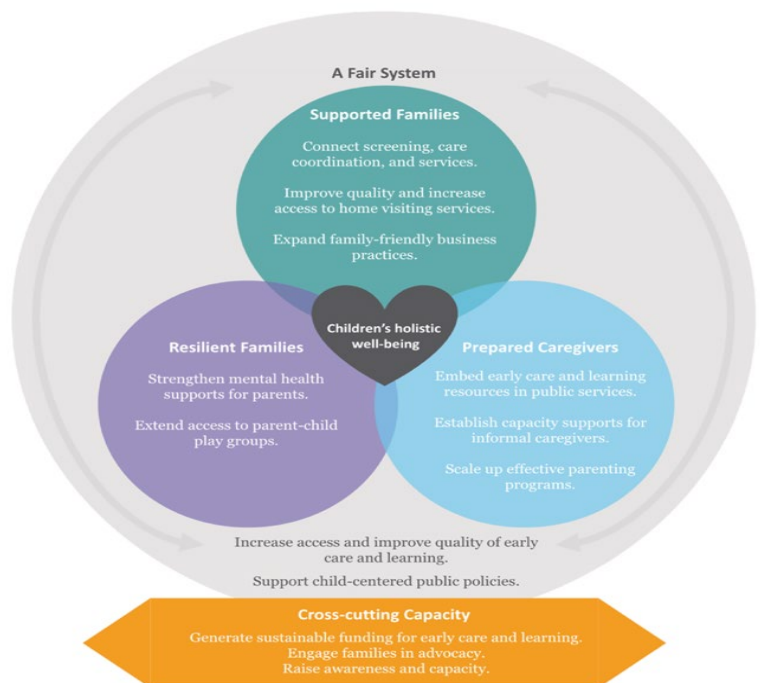 A Fair System
Supported Families
Connect screening, care
coordination, and services.
Improve quality and increase
access to home visiting services.
Expand family-friendly business
practices.
Children's holistic
well-being
Resilient Families
Strengthen mental health
supports for parents.
Extend access to parent-child
play groups.
Prepared Caregivers
Embed early care and learning
resources in public services.
Establish capacity supports for
informal caregivers.
Scale up effective parenting
programs.
Increase access and improve quality of early
care and learning.
Support child-centered public policies.
Cross-cutting Capacity
Generate sustainable funding for early care and learning.
Engage families in advocacy.
Raise awareness and capacity.